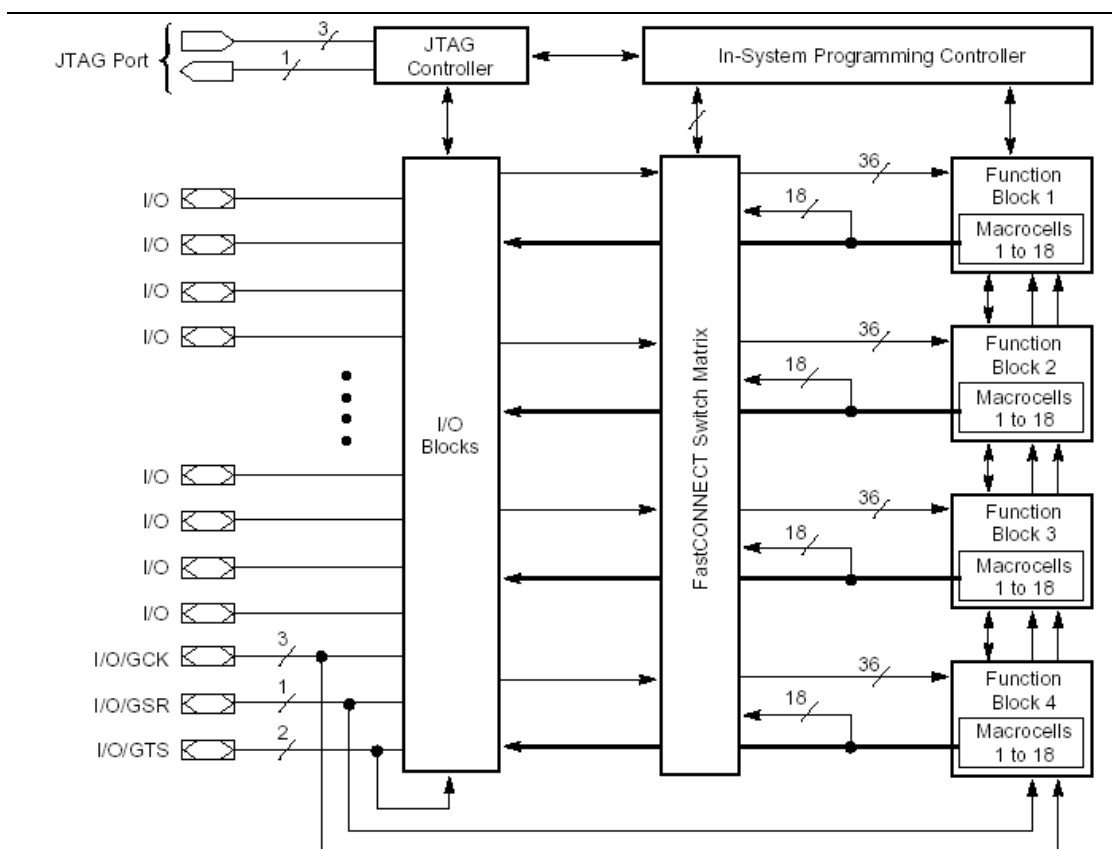 JTAG Port
3
1
JTAG
Controller
In-System Programming Controller
I/O
I/O
I/O
I/O
I/O
I/O
I/O
I/O
I/O/GCK
3
I/O/GSR
1
I/O/GTS
2
I/O
Blocks
FastCONNECT Switch Matrix
36
18
Function
Block 1
Macrocells
1 to 18
36
18
Function
Block 2
Macrocells
1 to 18
36
18
Function
Block 3
Macrocells
1 to 18
36
18
Function
Block 4
Macrocells
1 to 18